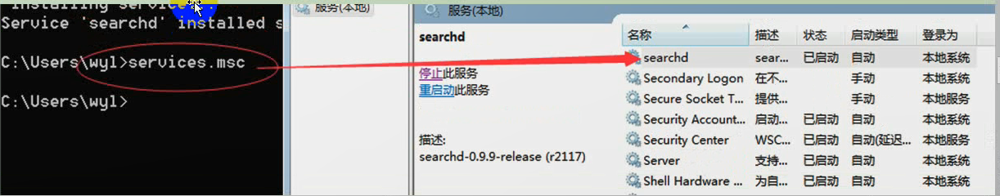 Installing service...
Service 'searchd' installed s
C:\Users\wyl>services.msc
C:\Users\wyl>
服务(本地)
服务(本地)
searchd
停止此服务
重启动此服务
描述:
searchd-0.9.9-release (r2117)
名称 描述 状态 启动类型 登录为
searchd sear... 已启动 自动 本地系统
Secondary Logon 在不... 手动 本地系统
Secure Socket T... 提供... 手动 本地服务
Security Account... 启动... 已启动 自动 本地系统
Security Center WSC... 已启动 自动(延迟... 本地服务
Server 支持... 已启动 自动 本地系统
Shell Hardware ... 为自... 已启动 自动 本地系统